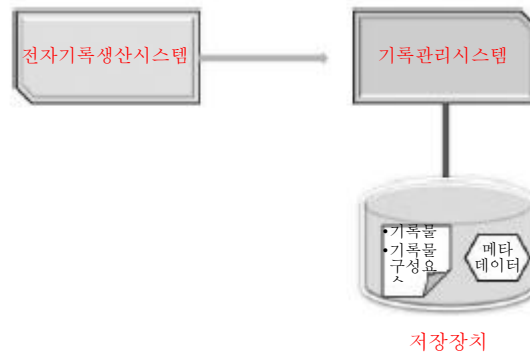 전자기록생산시스템
기록관리시스템
•기록물
•기록물
구성요
소
메타
데이터
저장장치